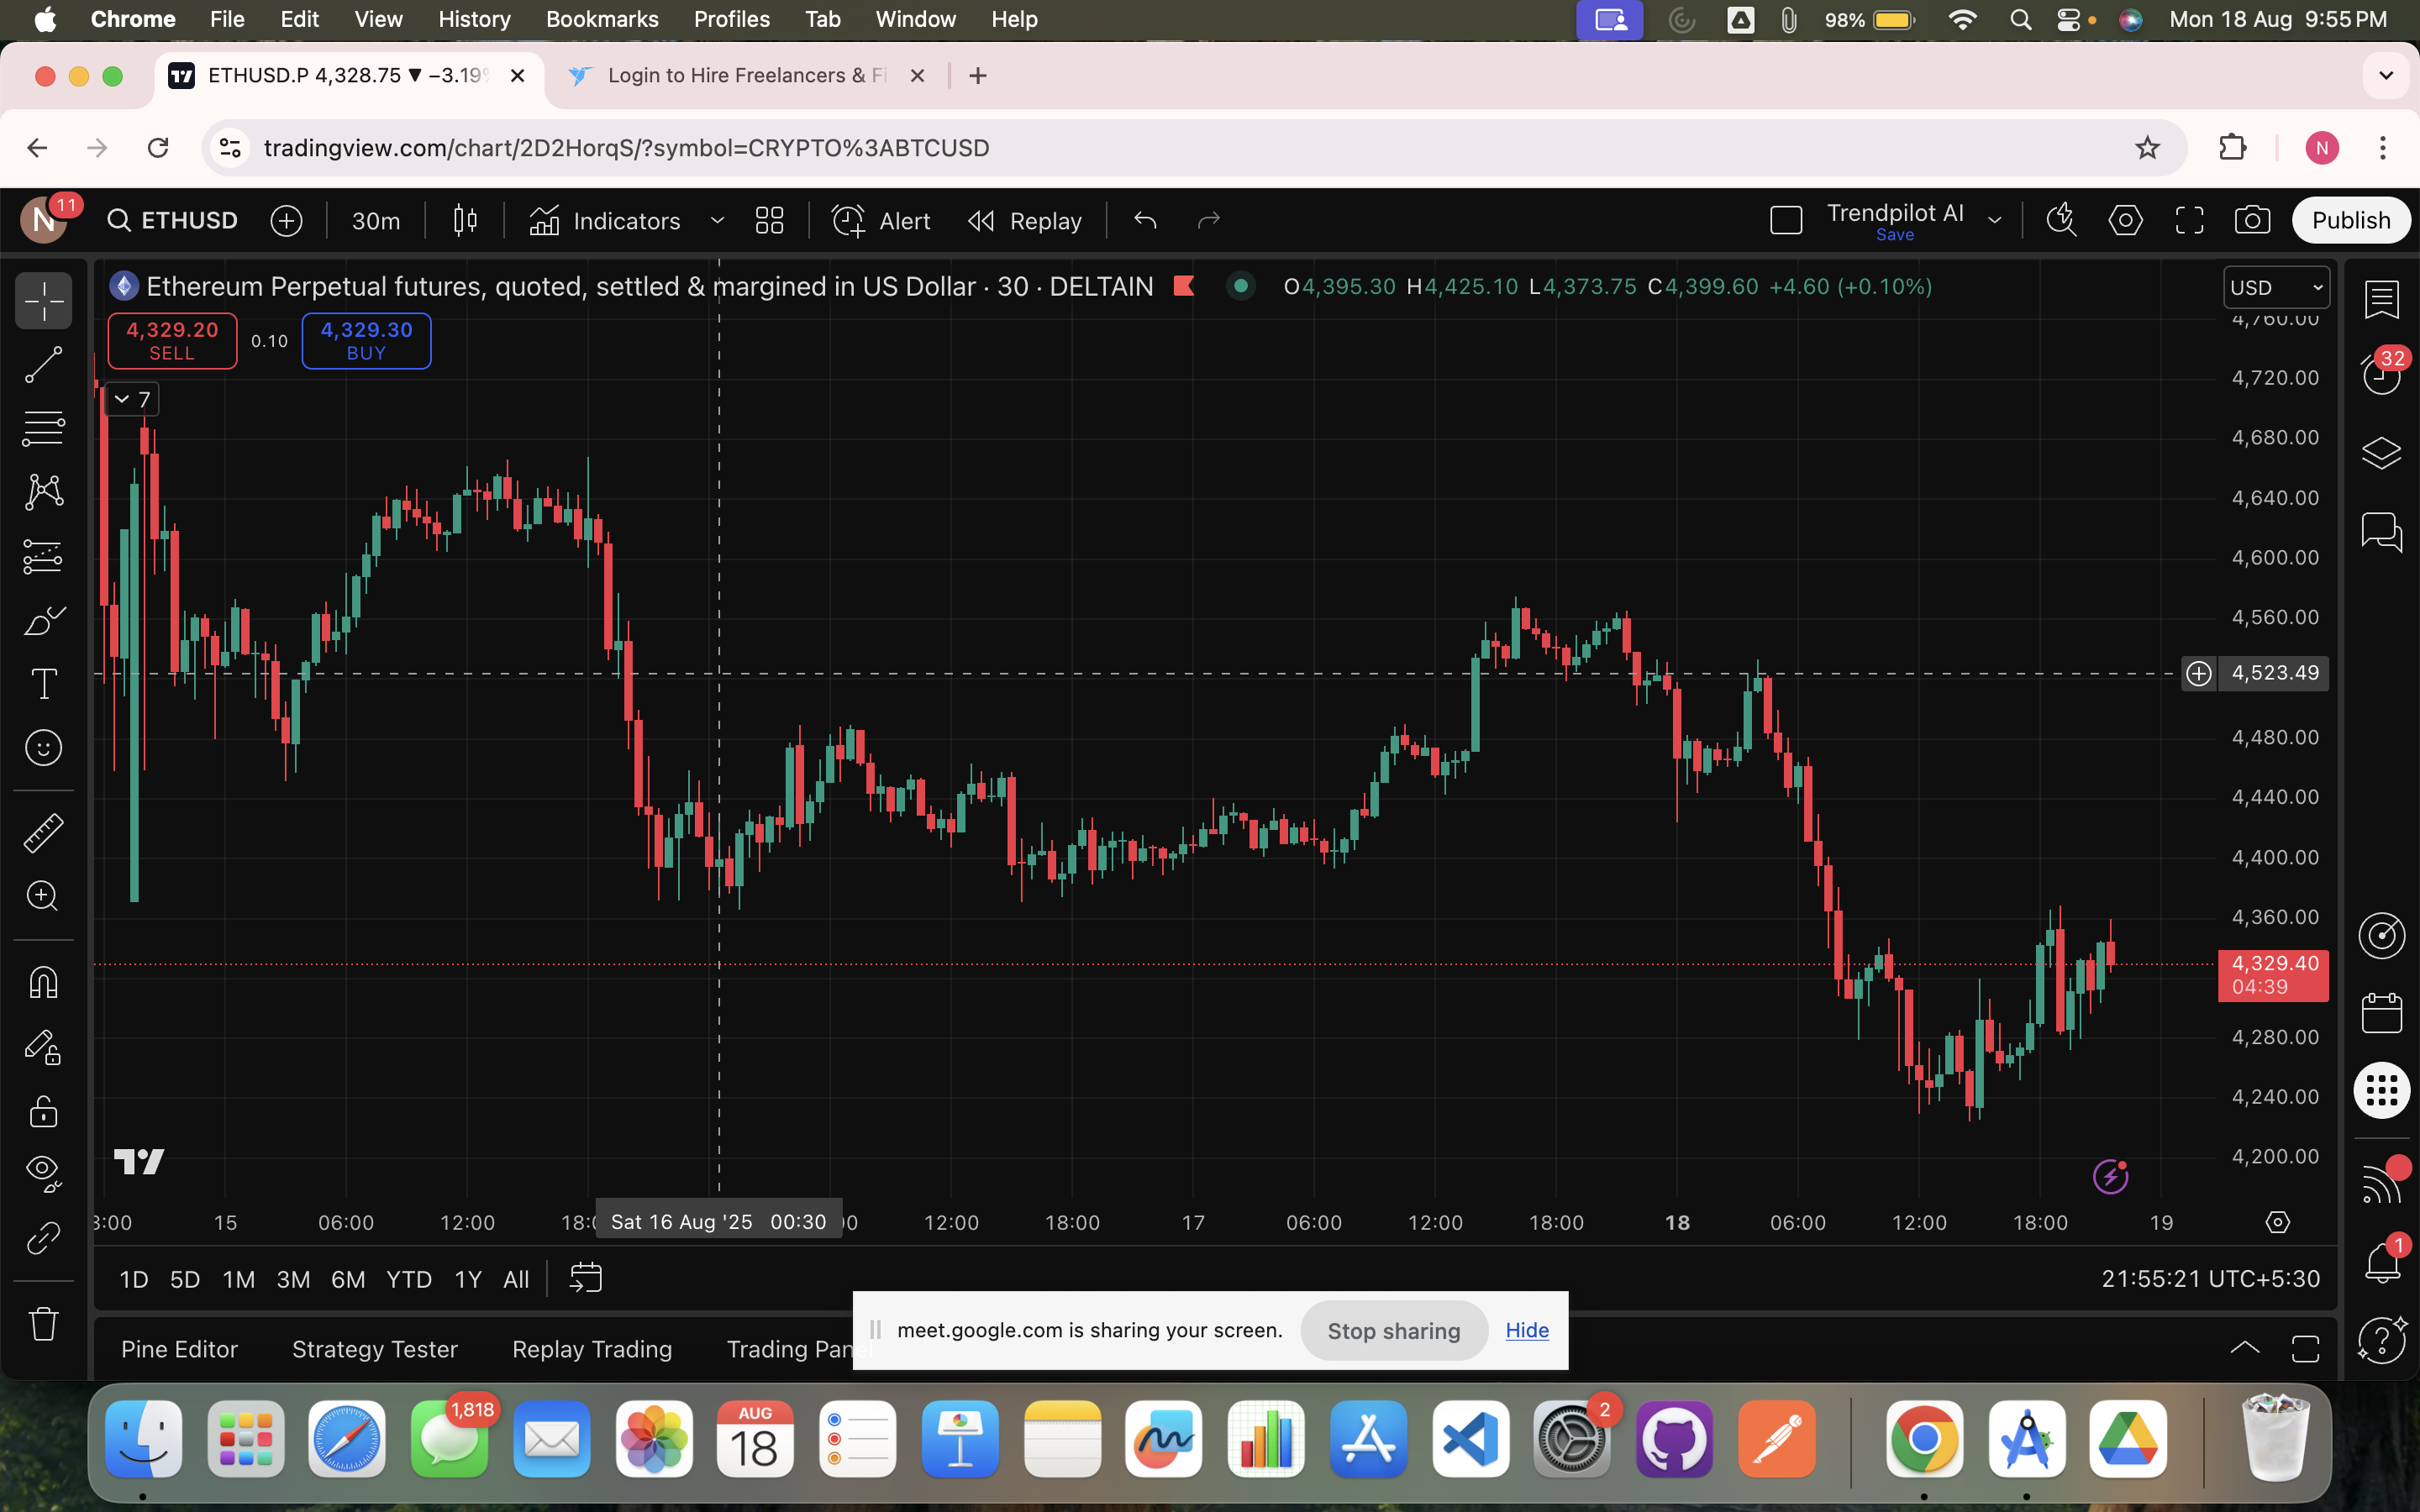 Chrome File Edit View History Bookmarks Profiles Tab Window Help 98% Mon 18 Aug 9:55 PM
ETHUSD.P 4,328.75 ▼ −3.19% Login to Hire Freelancers & Fi
tradingview.com/chart/2D2HorqS/?symbol=CRYPTO%3ABTCUSD N
N 11 ETHUSD 30m Indicators Alert Replay Trendpilot AI Publish
Save
Ethereum Perpetual futures, quoted, settled & margined in US Dollar · 30 · DELTAIN O4,395.30 H4,425.10 L4,373.75 C4,399.60 +4.60 (+0.10%) USD
4,760.00
4,329.20 0.10 4,329.30
SELL BUY
32
4,720.00
7
4,680.00
4,640.00
4,600.00
4,560.00
4,523.49
4,480.00
4,440.00
4,400.00
4,360.00
4,329.40
04:39
4,280.00
4,240.00
4,200.00
15 06:00 12:00 Sat 16 Aug '25 00:30 12:00 18:00 17 06:00 12:00 18:00 18 06:00 12:00 18:00 19
1
1D 5D 1M 3M 6M YTD 1Y All 21:55:21 UTC+5:30
meet.google.com is sharing your screen. Stop sharing Hide
Pine Editor Strategy Tester Replay Trading Trading Panel
1,818 AUG 2
18